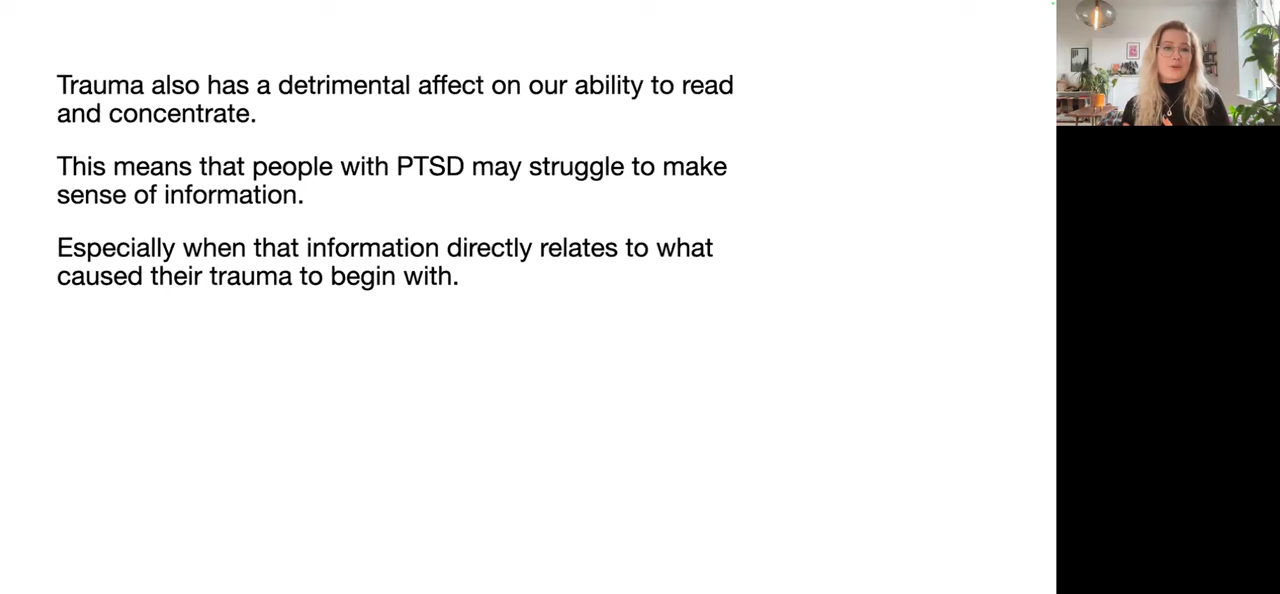 Trauma also has a detrimental affect on our ability to read
and concentrate.
This means that people with PTSD may struggle to make
sense of information.
Especially when that information directly relates to what
caused their trauma to begin with.